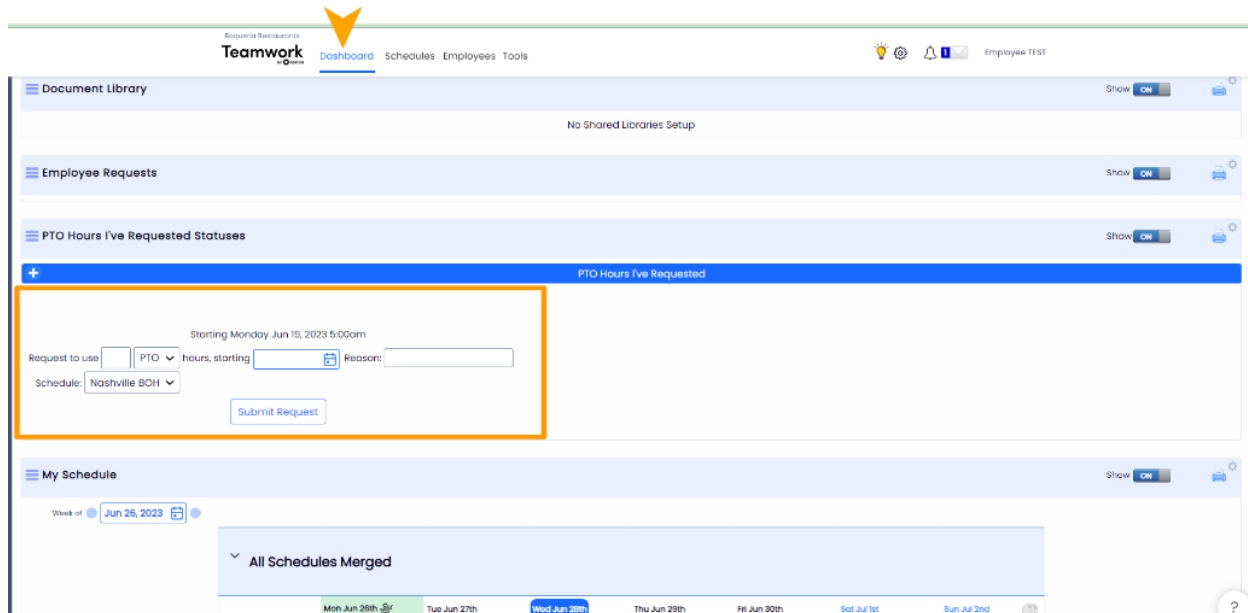 Boqueria Restaurants
Teamwork
Dashboard Schedules Employees Tools
1
Employee TEST
Document Library
Show ON
No Shared Libraries Setup
Employee Requests
Show ON
PTO Hours I've Requested Statuses
Show ON
+ PTO Hours I've Requested
Starting Monday Jun 19, 2023 5:00am
Request to use PTO hours, starting Reason:
Schedule: Nashville BOH
Submit Request
My Schedule
Show ON
Week of Jun 26, 2023
All Schedules Merged
Mon Jun 26th Tue Jun 27th Wed Jun 28th Thu Jun 29th Fri Jun 30th Sat Jul 1st Sun Jul 2nd
?